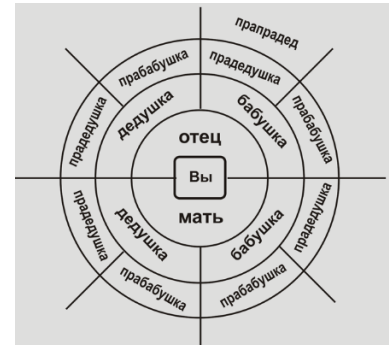 прапрадед
прабабушка
прадедушка
прадедушка
дедушка
бабушка
прабабушка
отец
Вы
мать
прадедушка
дедушка
бабушка
прадедушка
прабабушка
прабабушка